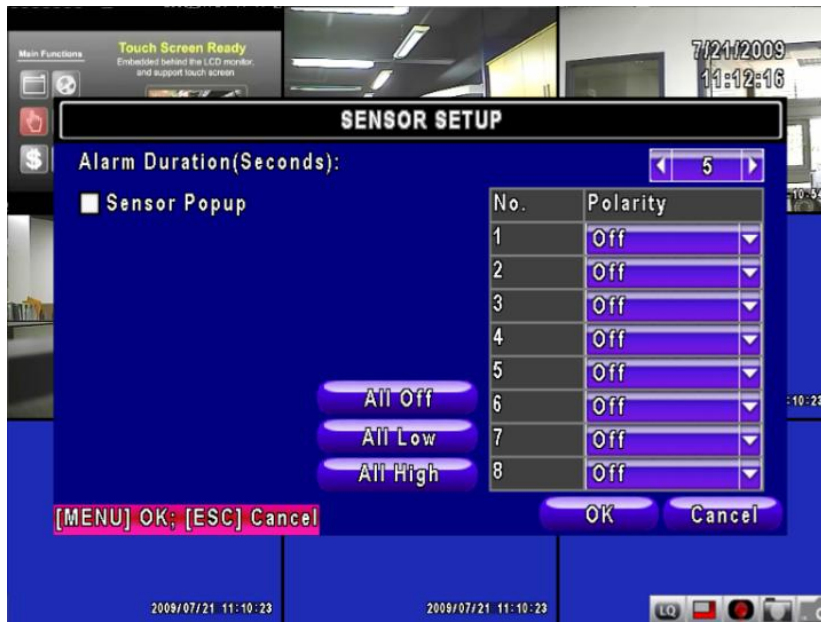 Main Functions
Touch Screen Ready
Embedded behind the LCD monitor,
and support touch screen
7/21/2009
11:12:16
SENSOR SETUP
Alarm Duration(Seconds):
5
Sensor Popup
No. Polarity
1 Off
2 Off
3 Off
4 Off
5 Off
6 Off
7 Off
8 Off
All Off
All Low
All High
[MENU] OK; [ESC] Cancel
OK
Cancel
:10:23
2009/07/21 11:10:23
2009/07/21 11:10:23
LQ